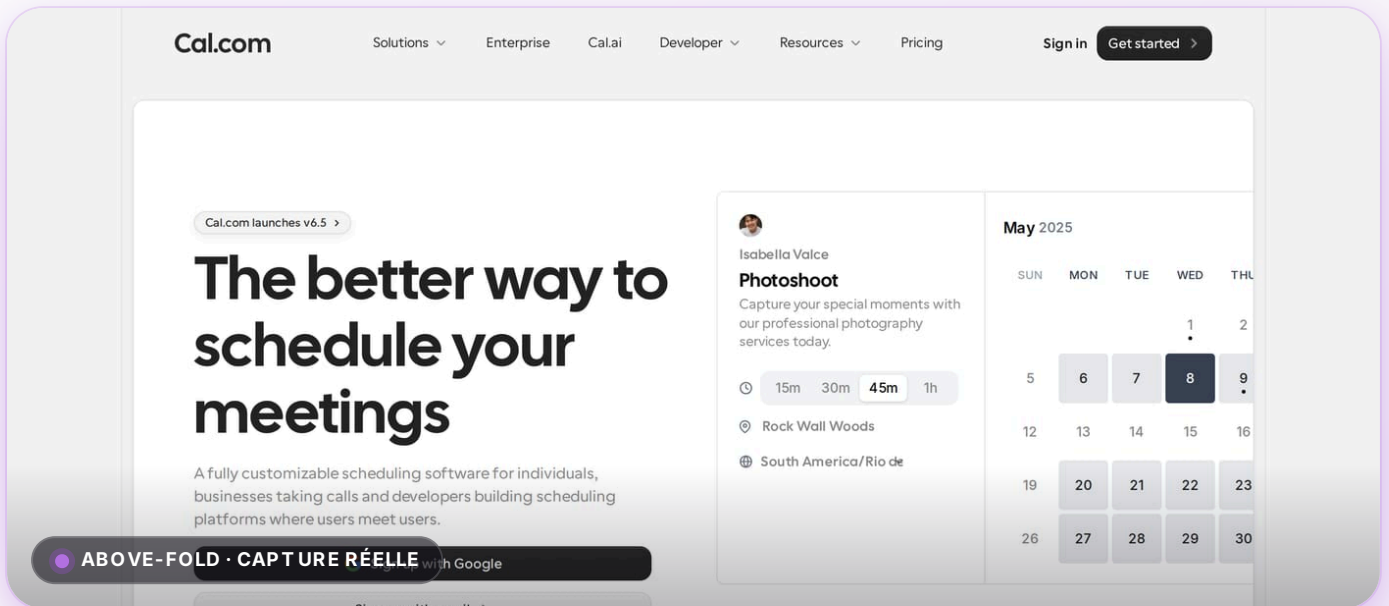 Cal.com
Solutions
Enterprise
Cal.ai
Developer
Resources
Pricing
Sign in
Get started
Cal.com launches v6.5
The better way to
schedule your
meetings
A fully customizable scheduling software for individuals,
businesses taking calls and developers building scheduling
platforms where users meet users.
with Google
ABOVE-FOLD · CAPTURE RÉELLE
Isabella Valce
Photoshoot
Capture your special moments with
our professional photography
services today.
15m 30m 45m 1h
Rock Wall Woods
South America/Rio de
May 2025
SUN MON TUE WED THU
1 2
5 6 7 8 9
12 13 14 15 16
19 20 21 22 23
26 27 28 29 30